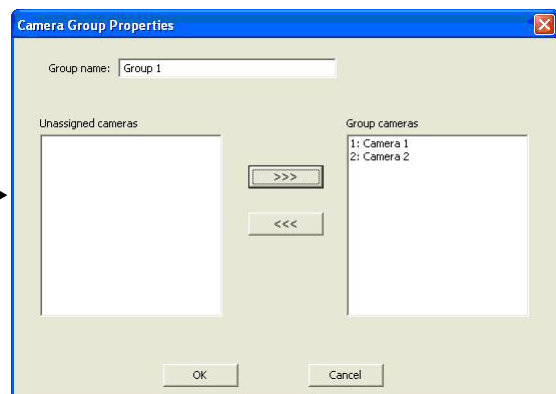 Camera Group Properties
Group name: Group 1
Unassigned cameras
Group cameras
1: Camera 1
2: Camera 2
>>>
<<<
OK
Cancel